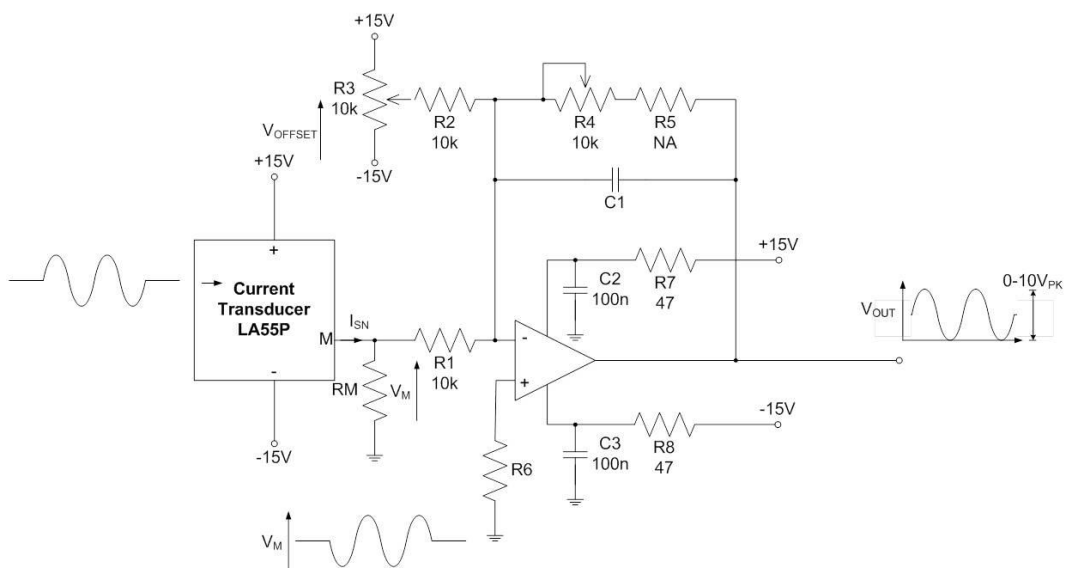 +15V
R3
10k
R2
10k
R4
10k
R5
NA
VOFFSET
+15V
-15V
C1
+
Current
Transducer
LA55P
M
-
ISN
R1
10k
RM
VM
-15V
C2
100n
R7
47
+15V
-
+
VOUT
0-10VPK
R6
C3
100n
R8
47
-15V
VM